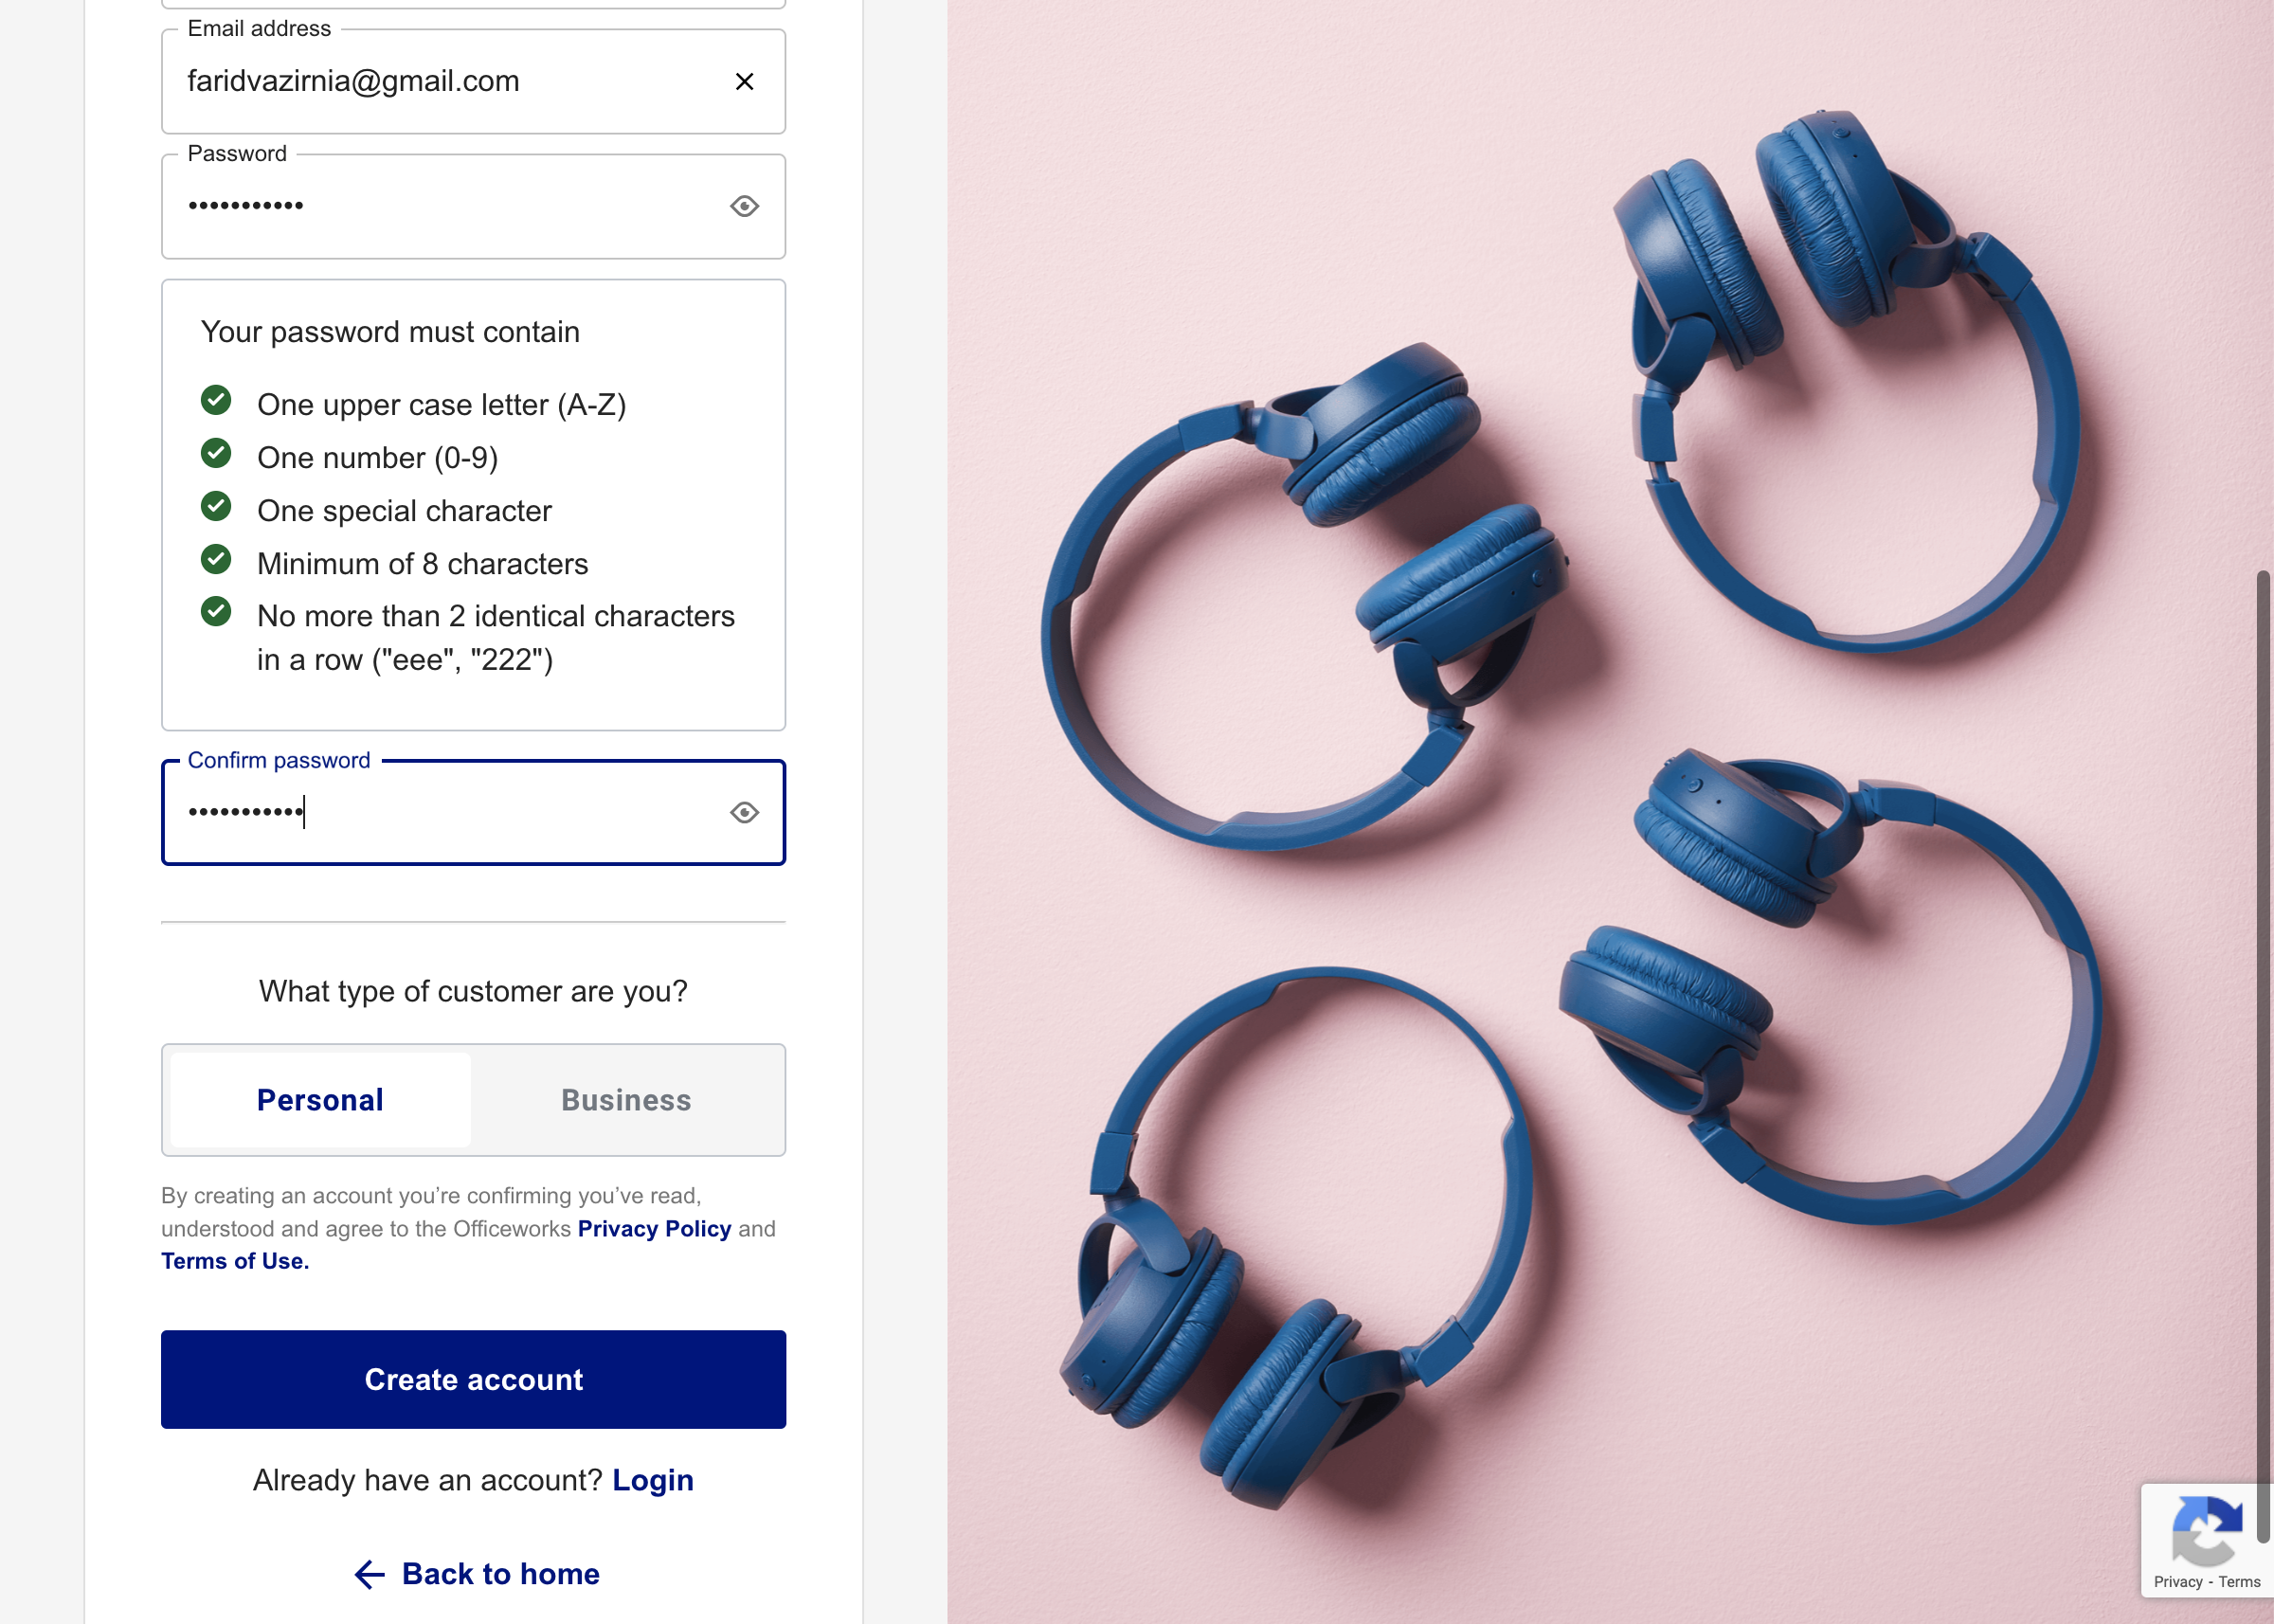 Email address
faridvazirnia@gmail.com
Password
•••••••••••
Your password must contain
One upper case letter (A-Z)
One number (0-9)
One special character
Minimum of 8 characters
No more than 2 identical characters
in a row ("eee", "222")
Confirm password
•••••••••••
What type of customer are you?
Personal
Business
By creating an account you’re confirming you’ve read,
understood and agree to the Officeworks Privacy Policy and
Terms of Use.
Create account
Already have an account? Login
Back to home
Privacy - Terms